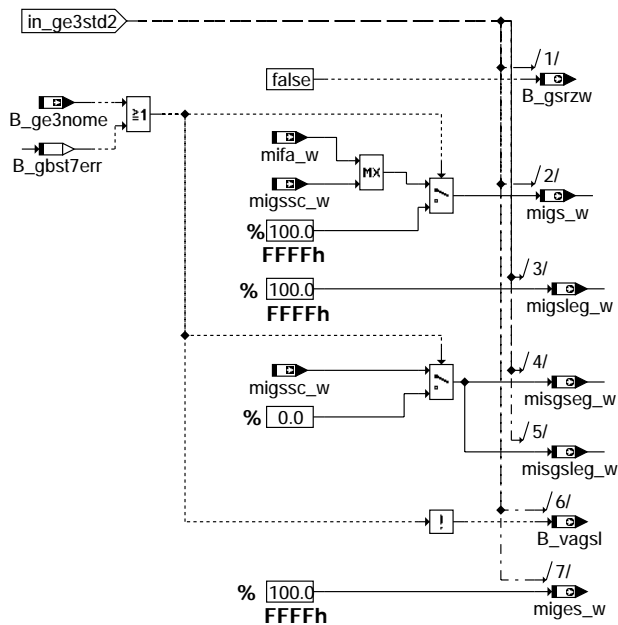 in_ge3std2
/1/
false
B_gsrzw
B_ge3nome
≥1
B_gbst7err
mifa_w
MX
migssc_w
/2/
migs_w
% 100.0
FFFFh
/3/
% 100.0
migsleg_w
FFFFh
/4/
migssc_w
misgseg_w
% 0.0
/5/
misgsleg_w
/6/
!
B_vagsl
/7/
% 100.0
miges_w
FFFFh